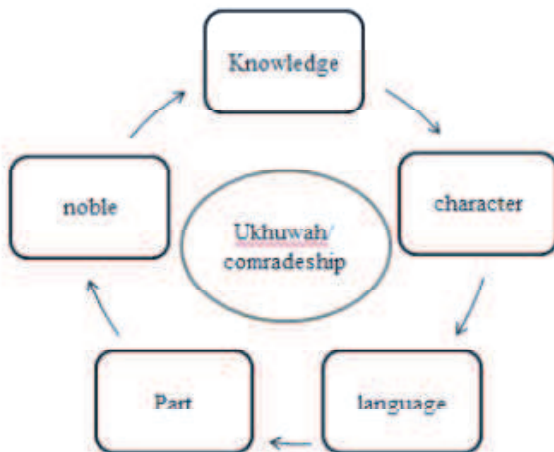 Knowledge
character
language
Part
noble
Ukhuwah/
comradeship